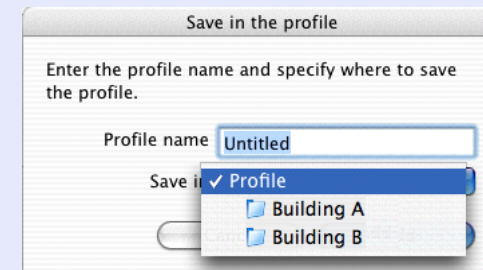 Save in the profile
Enter the profile name and specify where to save
the profile.
Profile name Untitled
Save in ✓ Profile
Building A
Building B